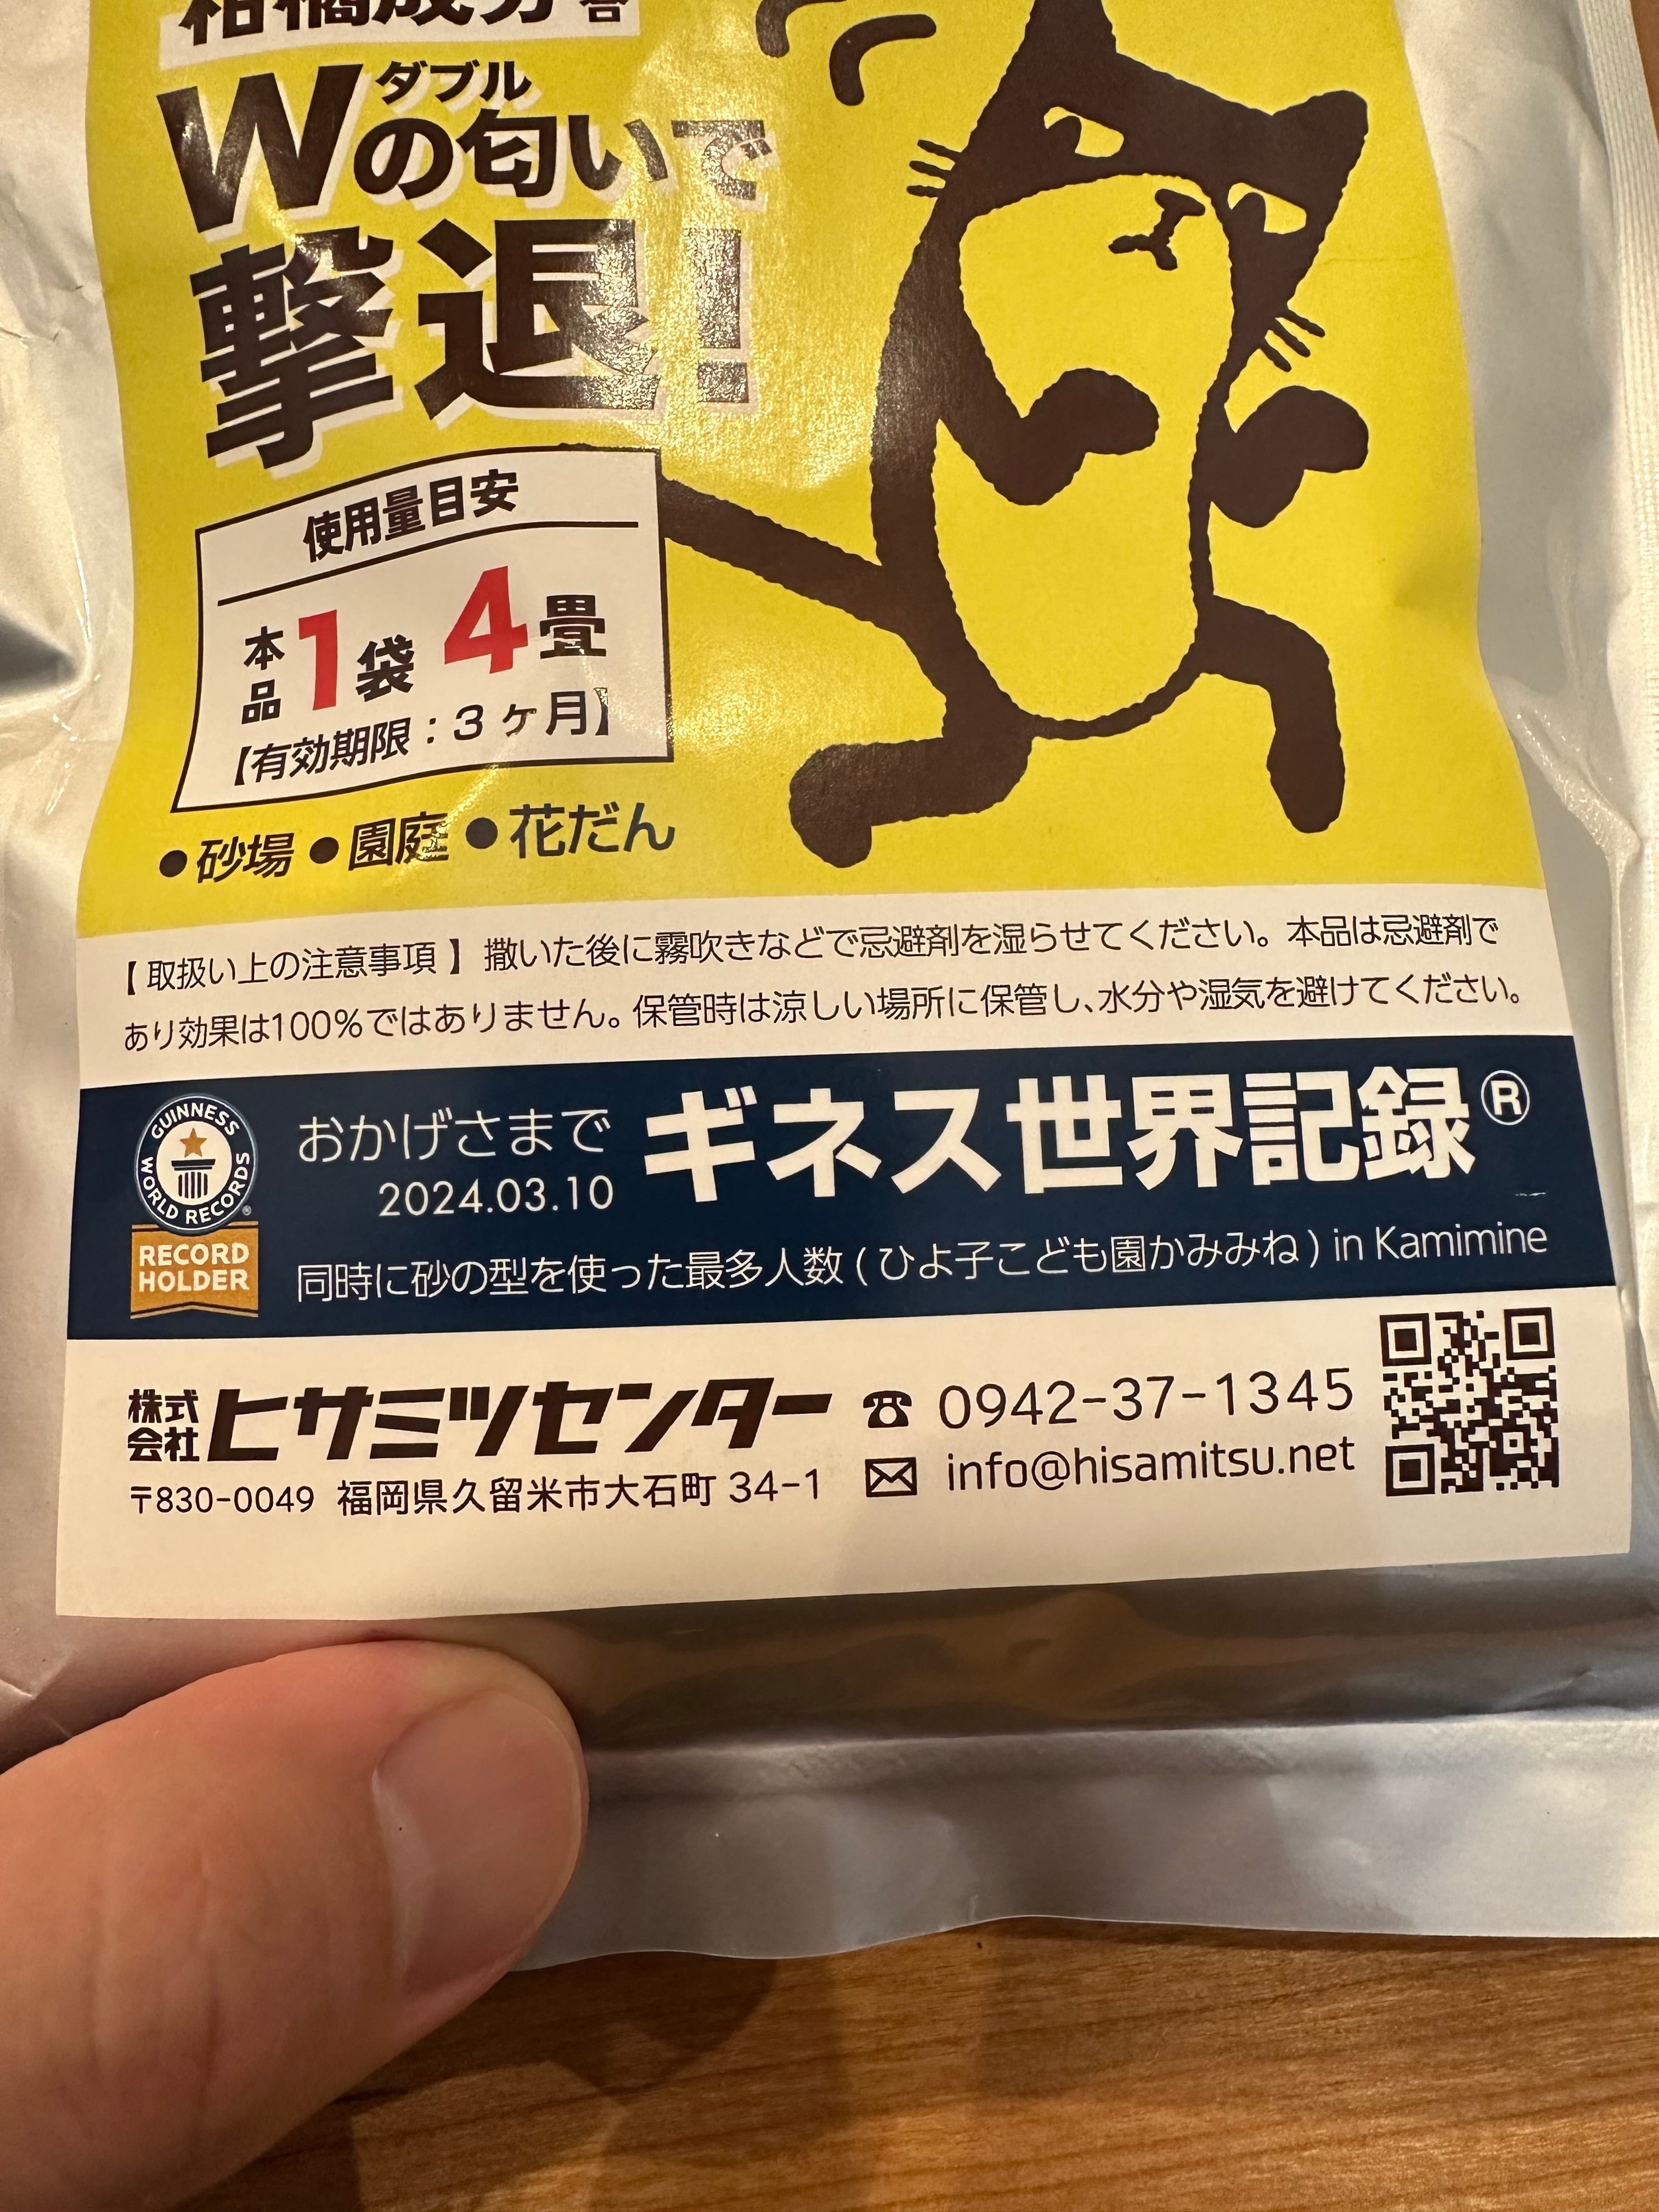 柑橘成分
ダブル
Wの匂いで
撃退!
使用量目安
本品1袋 4畳
【有効期限：3ヶ月】
●砂場 ●園庭 ●花だん
【取扱い上の注意事項】 撒いた後に霧吹きなどで忌避剤を湿らせてください。本品は忌避剤で
あり効果は100%ではありません。保管時は涼しい場所に保管し、水分や湿気を避けてください。
GUINNESS WORLD RECORDS
RECORD HOLDER
おかげさまで
2024.03.10
ギネス世界記録®
同時に砂の型を使った最多人数(ひよ子こども園かみみね) in Kamimine
株式会社ヒサミツセンター
〒830-0049 福岡県久留米市大石町 34-1
☎ 0942-37-1345
✉ info@hisamitsu.net